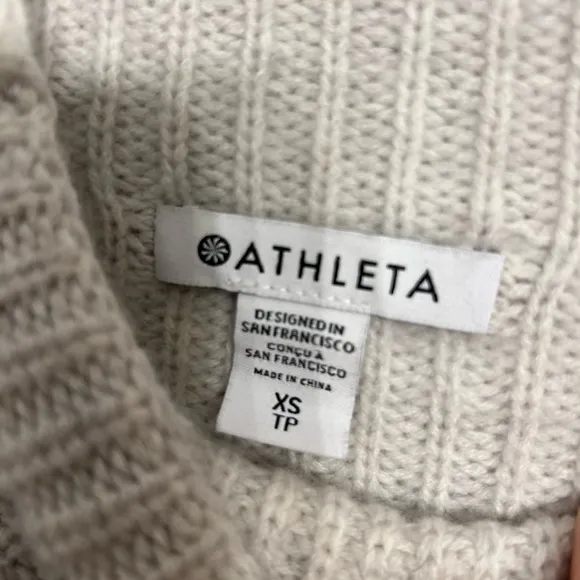 ATHLETA
DESIGNED IN
SAN FRANCISCO
CONÇU À
SAN FRANCISCO
MADE IN CHINA
XS
TP